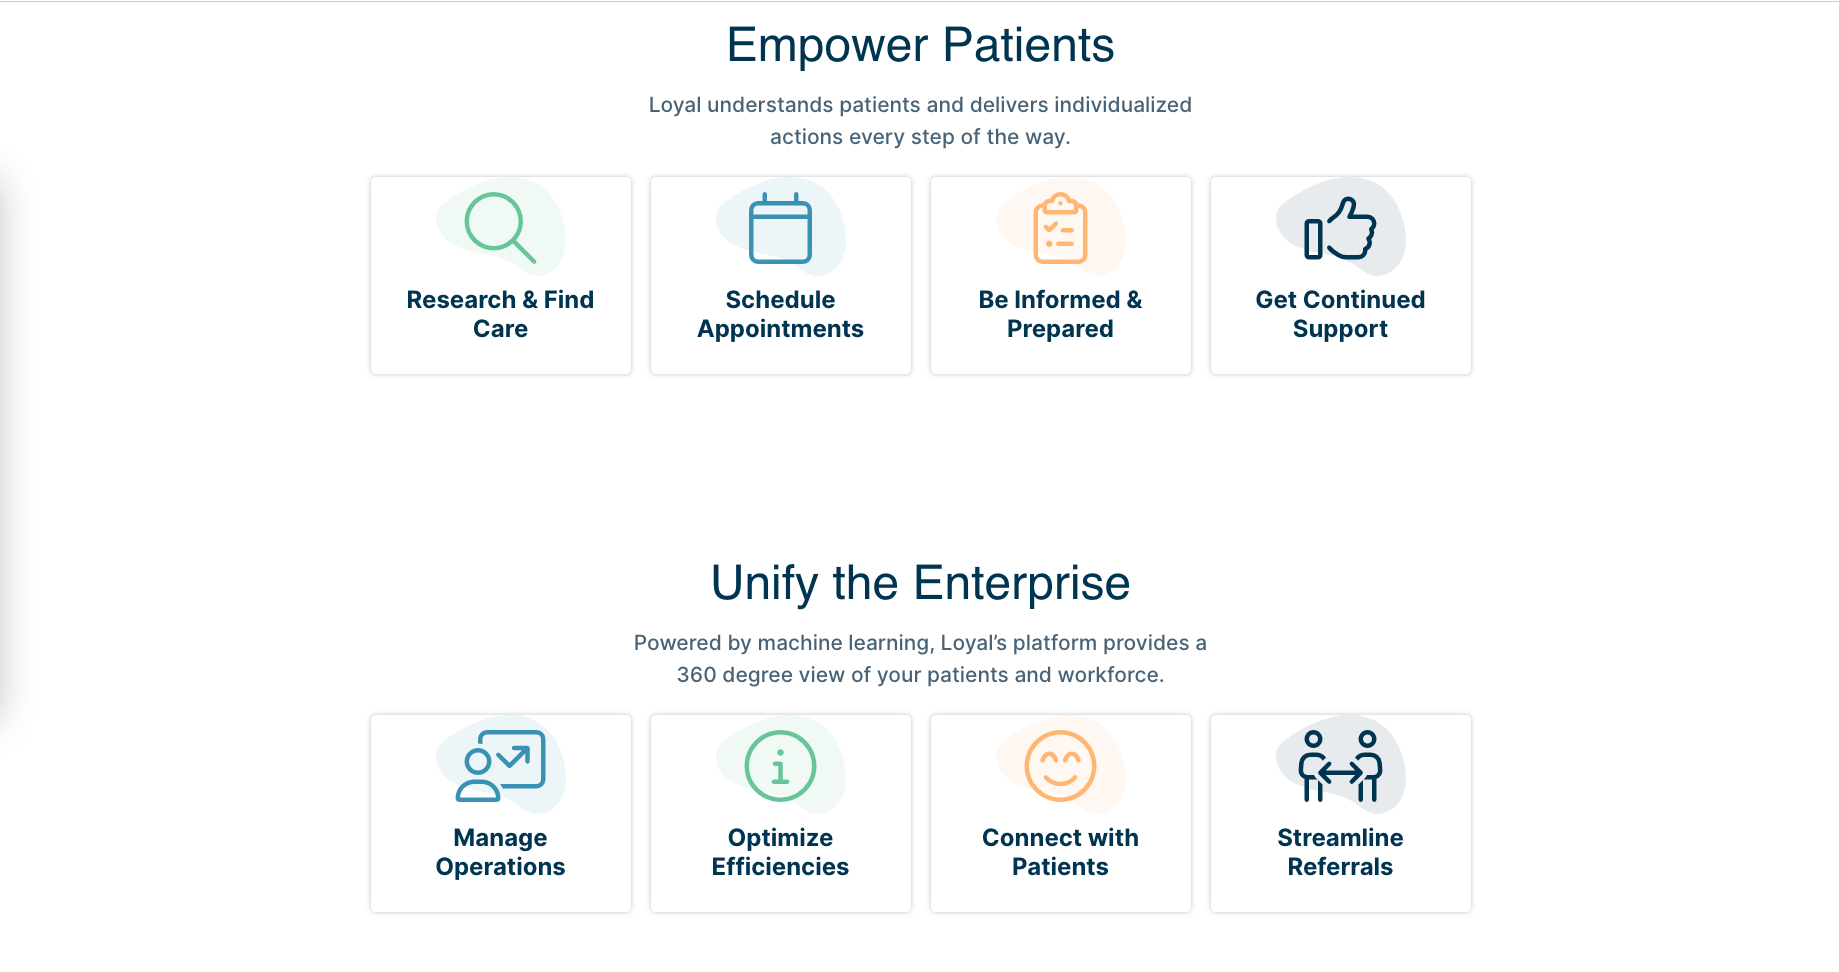 Empower Patients
Loyal understands patients and delivers individualized
actions every step of the way.
Research & Find
Care
Schedule
Appointments
Be Informed &
Prepared
Get Continued
Support
Unify the Enterprise
Powered by machine learning, Loyal’s platform provides a
360 degree view of your patients and workforce.
Manage
Operations
Optimize
Efficiencies
Connect with
Patients
Streamline
Referrals